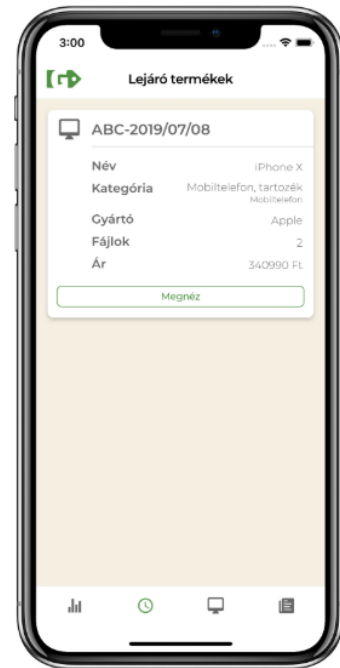 3:00
Lejáró termékek
ABC-2019/07/08
Név iPhone X
Kategória Mobiltelefon, tartozék
Mobiltelefon
Gyártó Apple
Fájlok 2
Ár 340990 Ft
Megnéz